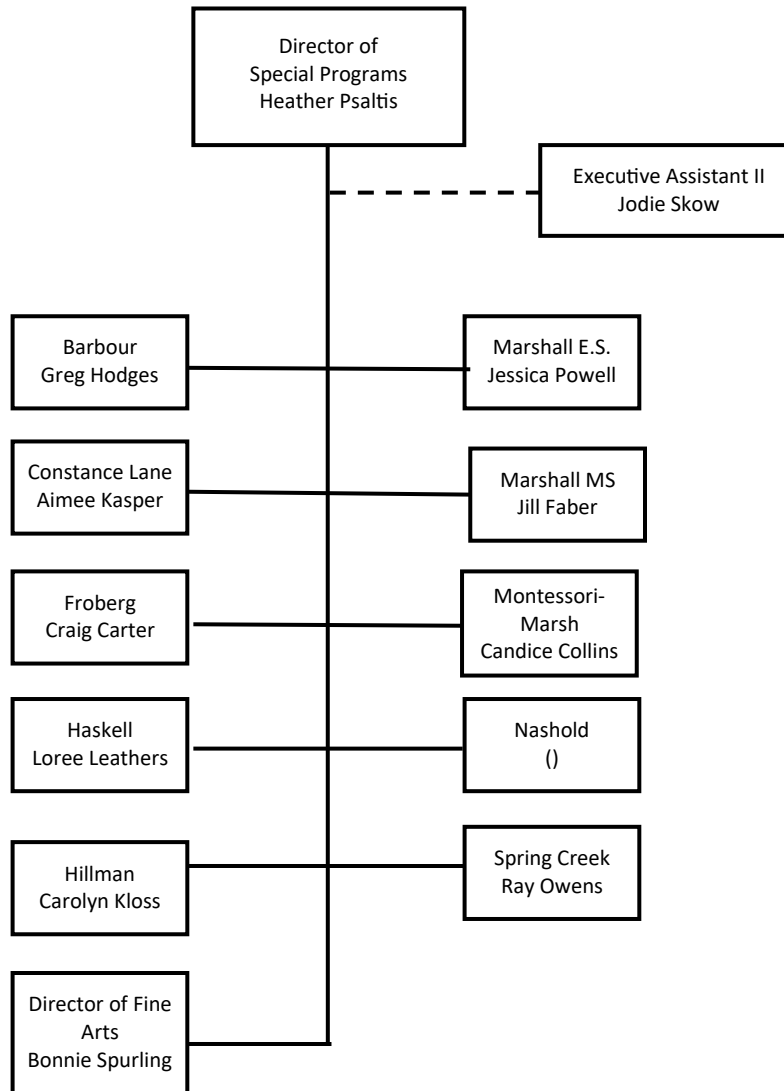 Director of
Special Programs
Heather Psaltis
Executive Assistant II
Jodie Skow
Barbour
Greg Hodges
Marshall E.S.
Jessica Powell
Constance Lane
Aimee Kasper
Marshall MS
Jill Faber
Froberg
Craig Carter
Montessori-
Marsh
Candice Collins
Haskell
Loree Leathers
Nashold
()
Hillman
Carolyn Kloss
Spring Creek
Ray Owens
Director of Fine
Arts
Bonnie Spurling